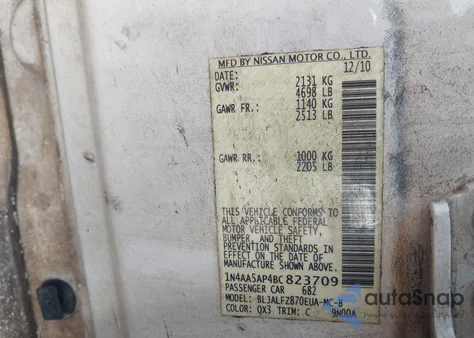 MFD BY NISSAN MOTOR CO., LTD.
DATE: 12/10
GVWR: 2131 KG
4698 LB
GAWR FR.: 1140 KG
2513 LB
GAWR RR.: 1000 KG
2205 LB
THIS VEHICLE CONFORMS TO
ALL APPLICABLE FEDERAL
MOTOR VEHICLE SAFETY,
BUMPER, AND THEFT
PREVENTION STANDARDS IN
EFFECT ON THE DATE OF
MANUFACTURE SHOWN ABOVE.
1N4AA5AP4BC823709
PASSENGER CAR 682
MODEL: BLJALFZ870EUA-MC-B
COLOR: QX3 TRIM: C 9N00A
autoSnap